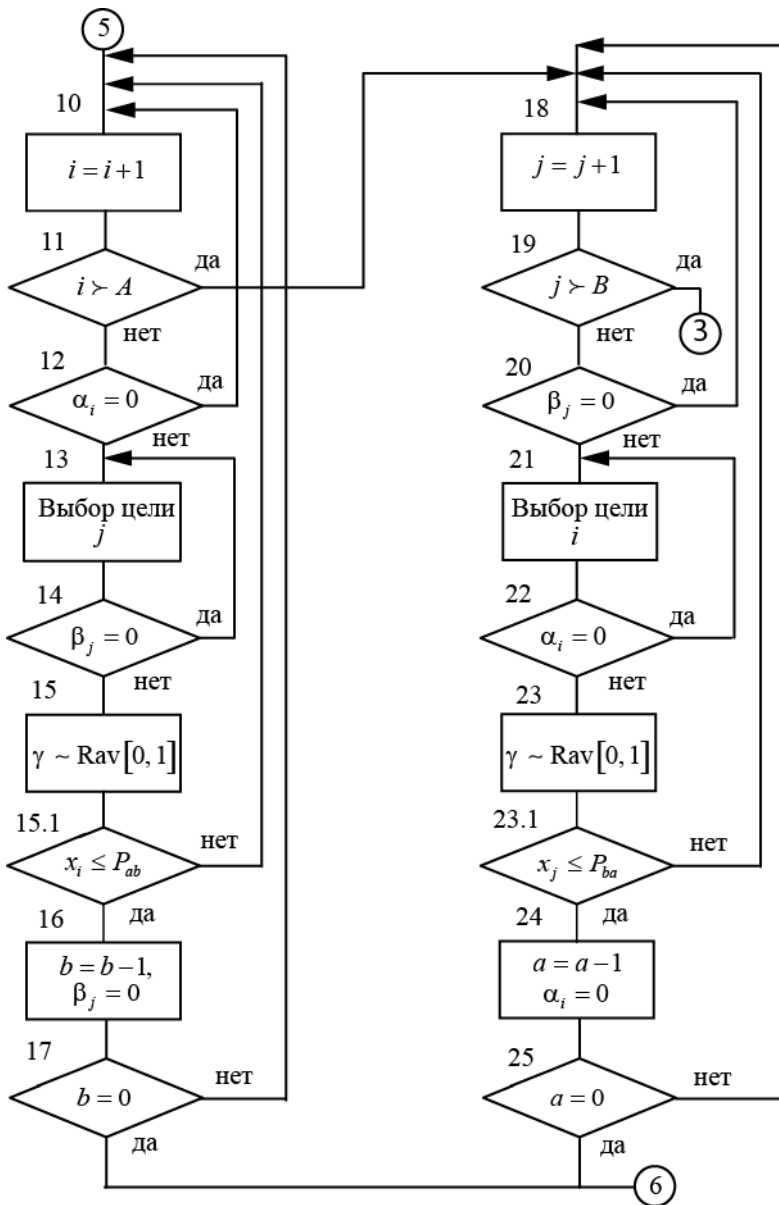 5
10
i = i + 1
11
да
i ≻ A
нет
12
да
α_i = 0
нет
13
Выбор цели
j
14
да
β_j = 0
нет
15
γ ~ Rav[0, 1]
15.1
нет
x_i ≤ P_ab
да
16
b = b − 1,
β_j = 0
17
нет
b = 0
да
18
j = j + 1
19
да
j ≻ B
3
нет
20
да
β_j = 0
нет
21
Выбор цели
i
22
да
α_i = 0
нет
23
γ ~ Rav[0, 1]
23.1
нет
x_j ≤ P_ba
да
24
a = a − 1
α_i = 0
25
нет
a = 0
да
6